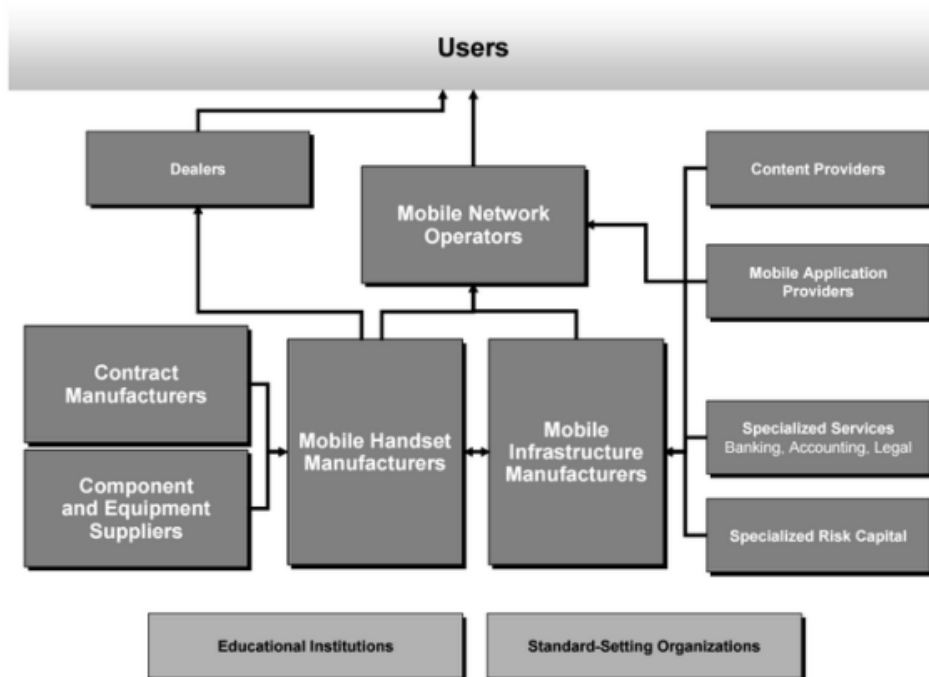 Users
Dealers
Mobile Network
Operators
Content Providers
Mobile Application
Providers
Contract
Manufacturers
Mobile Handset
Manufacturers
Mobile
Infrastructure
Manufacturers
Specialized Services
Banking, Accounting, Legal
Component
and Equipment
Suppliers
Specialized Risk Capital
Educational Institutions
Standard-Setting Organizations